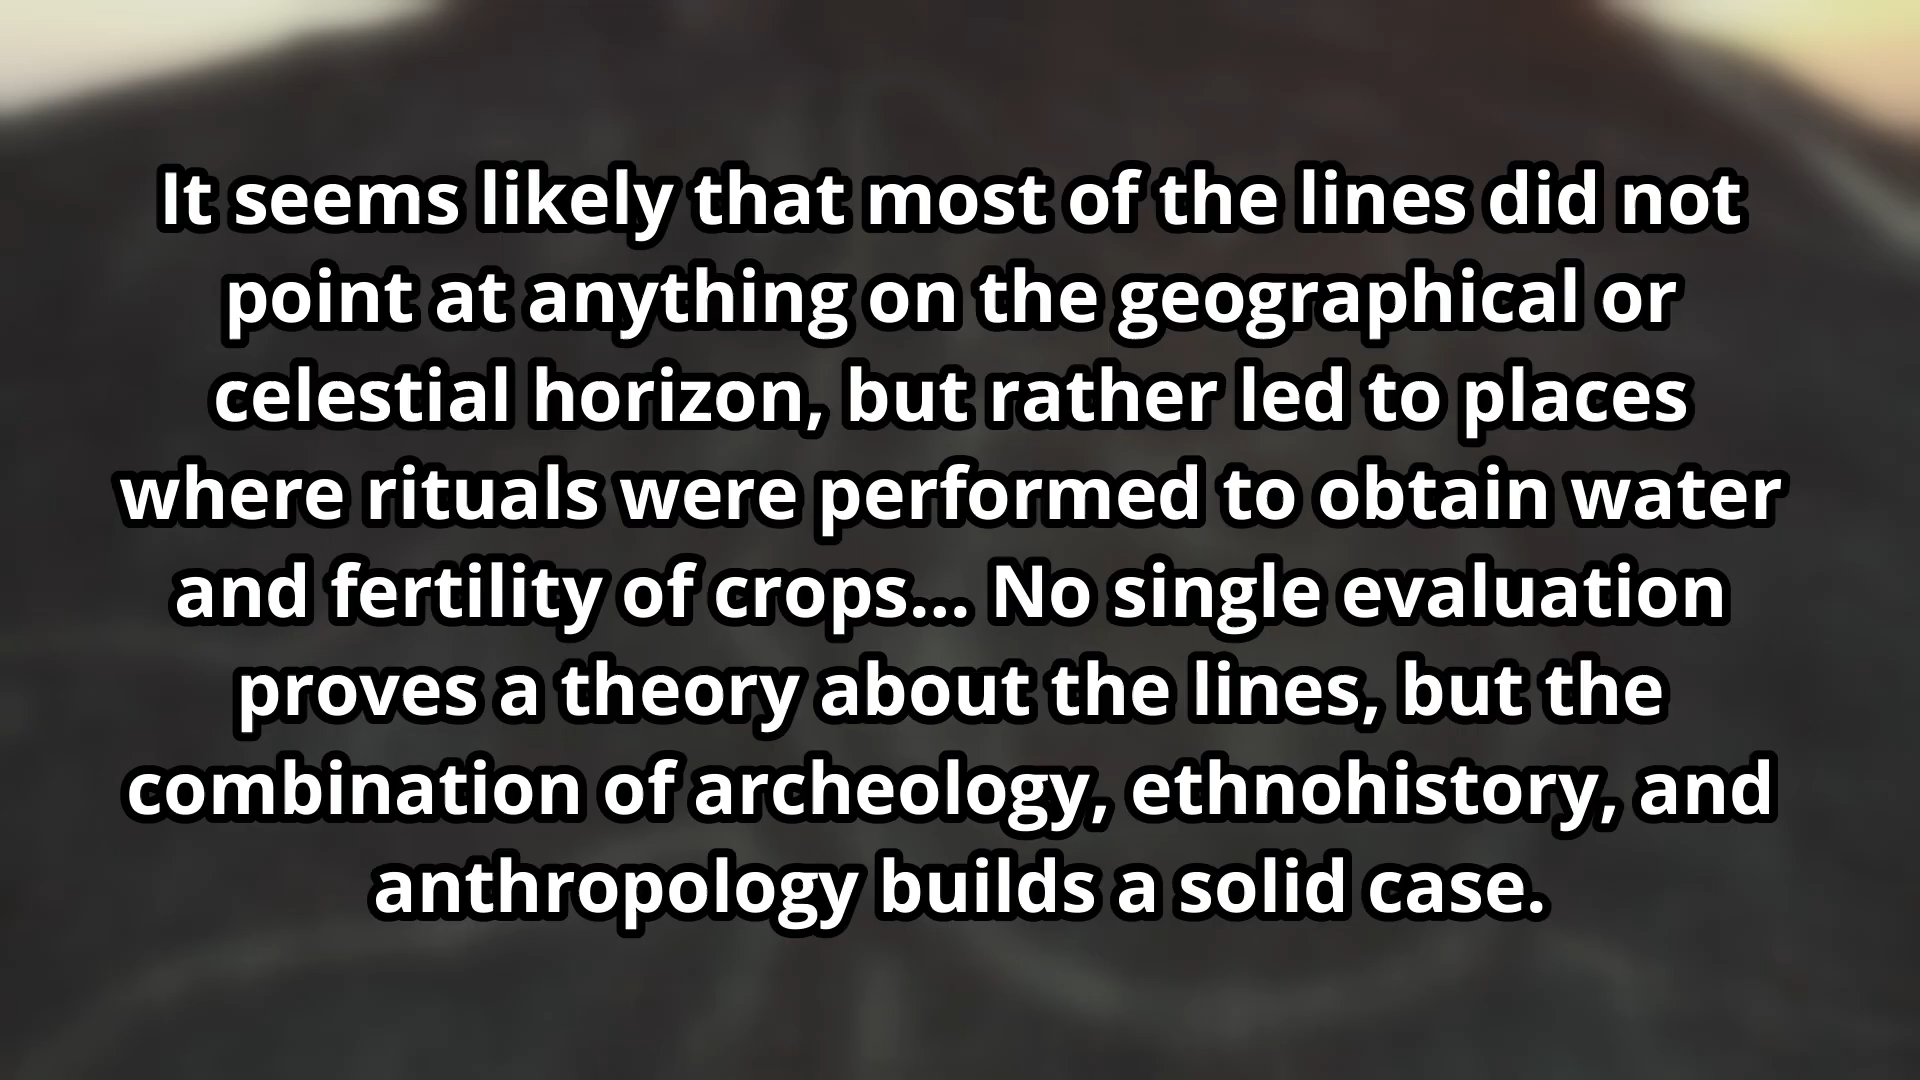 It seems likely that most of the lines did not
point at anything on the geographical or
celestial horizon, but rather led to places
where rituals were performed to obtain water
and fertility of crops... No single evaluation
proves a theory about the lines, but the
combination of archeology, ethnohistory, and
anthropology builds a solid case.